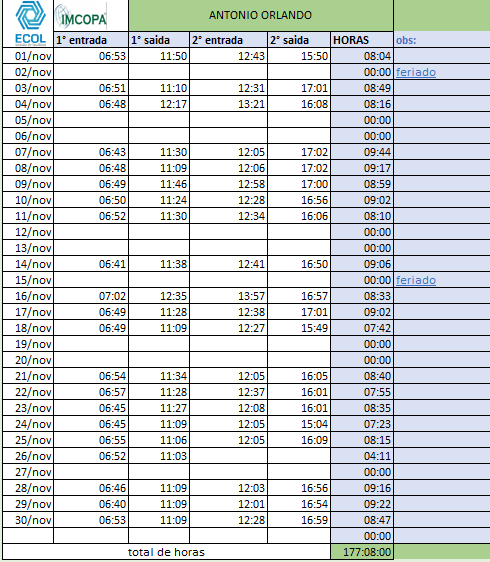 IMCOPA
ANTONIO ORLANDO
ECOL
1° entrada 1° saida 2° entrada 2° saida HORAS obs:
01/nov 06:53 11:50 12:43 15:50 08:04
02/nov 00:00 feriado
03/nov 06:51 11:10 12:31 17:01 08:49
04/nov 06:48 12:17 13:21 16:08 08:16
05/nov 00:00
06/nov 00:00
07/nov 06:43 11:30 12:05 17:02 09:44
08/nov 06:48 11:09 12:06 17:02 09:17
09/nov 06:49 11:46 12:58 17:00 08:59
10/nov 06:50 11:24 12:28 16:56 09:02
11/nov 06:52 11:30 12:34 16:06 08:10
12/nov 00:00
13/nov 00:00
14/nov 06:41 11:38 12:41 16:50 09:06
15/nov 00:00 feriado
16/nov 07:02 12:35 13:57 16:57 08:33
17/nov 06:49 11:28 12:38 17:01 09:02
18/nov 06:49 11:09 12:27 15:49 07:42
19/nov 00:00
20/nov 00:00
21/nov 06:54 11:34 12:05 16:05 08:40
22/nov 06:57 11:28 12:37 16:01 07:55
23/nov 06:45 11:27 12:08 16:01 08:35
24/nov 06:45 11:09 12:05 15:04 07:23
25/nov 06:55 11:06 12:05 16:09 08:15
26/nov 06:52 11:03 04:11
27/nov 00:00
28/nov 06:46 11:09 12:03 16:56 09:16
29/nov 06:40 11:09 12:01 16:54 09:22
30/nov 06:53 11:09 12:28 16:59 08:47
00:00
total de horas 177:08:00